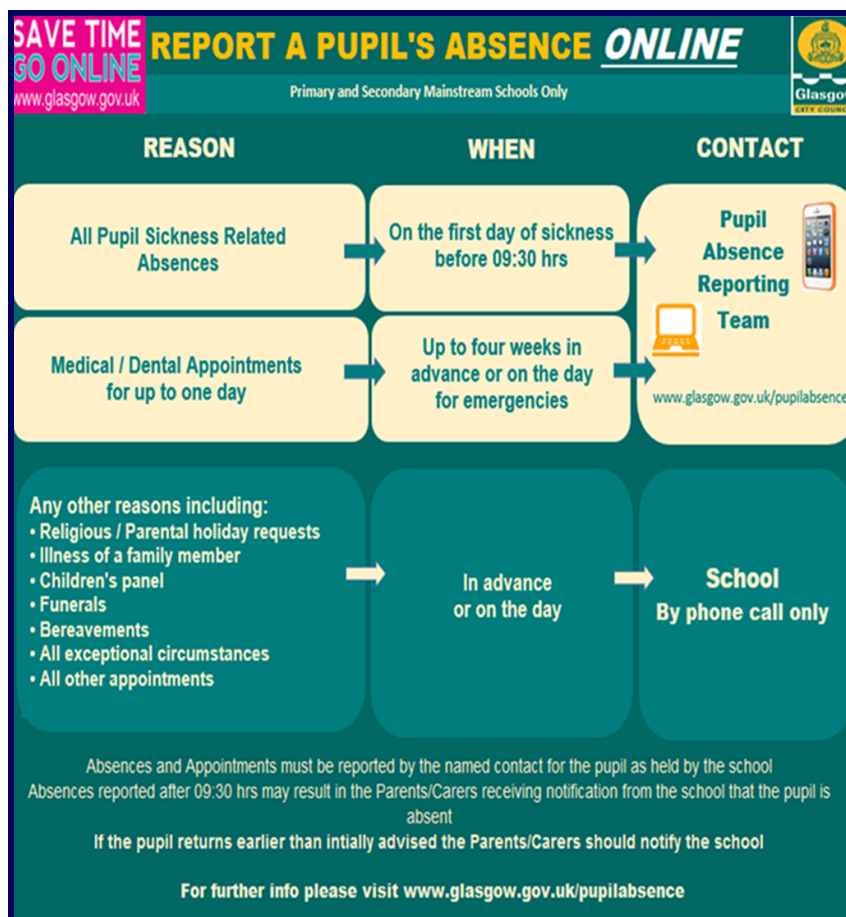 SAVE TIME
GO ONLINE
www.glasgow.gov.uk
REPORT A PUPIL'S ABSENCE ONLINE
Primary and Secondary Mainstream Schools Only
Glasgow
CITY COUNC
REASON
WHEN
CONTACT
All Pupil Sickness Related
Absences
On the first day of sickness
before 09:30 hrs
Pupil
Absence
Reporting
Team
www.glasgow.gov.uk/pupilabsence
Medical / Dental Appointments
for up to one day
Up to four weeks in
advance or on the day
for emergencies
Any other reasons including:
• Religious / Parental holiday requests
• Illness of a family member
• Children's panel
• Funerals
• Bereavements
• All exceptional circumstances
• All other appointments
In advance
or on the day
School
By phone call only
Absences and Appointments must be reported by the named contact for the pupil as held by the school
Absences reported after 09:30 hrs may result in the Parents/Carers receiving notification from the school that the pupil is
absent
If the pupil returns earlier than intially advised the Parents/Carers should notify the school
For further info please visit www.glasgow.gov.uk/pupilabsence